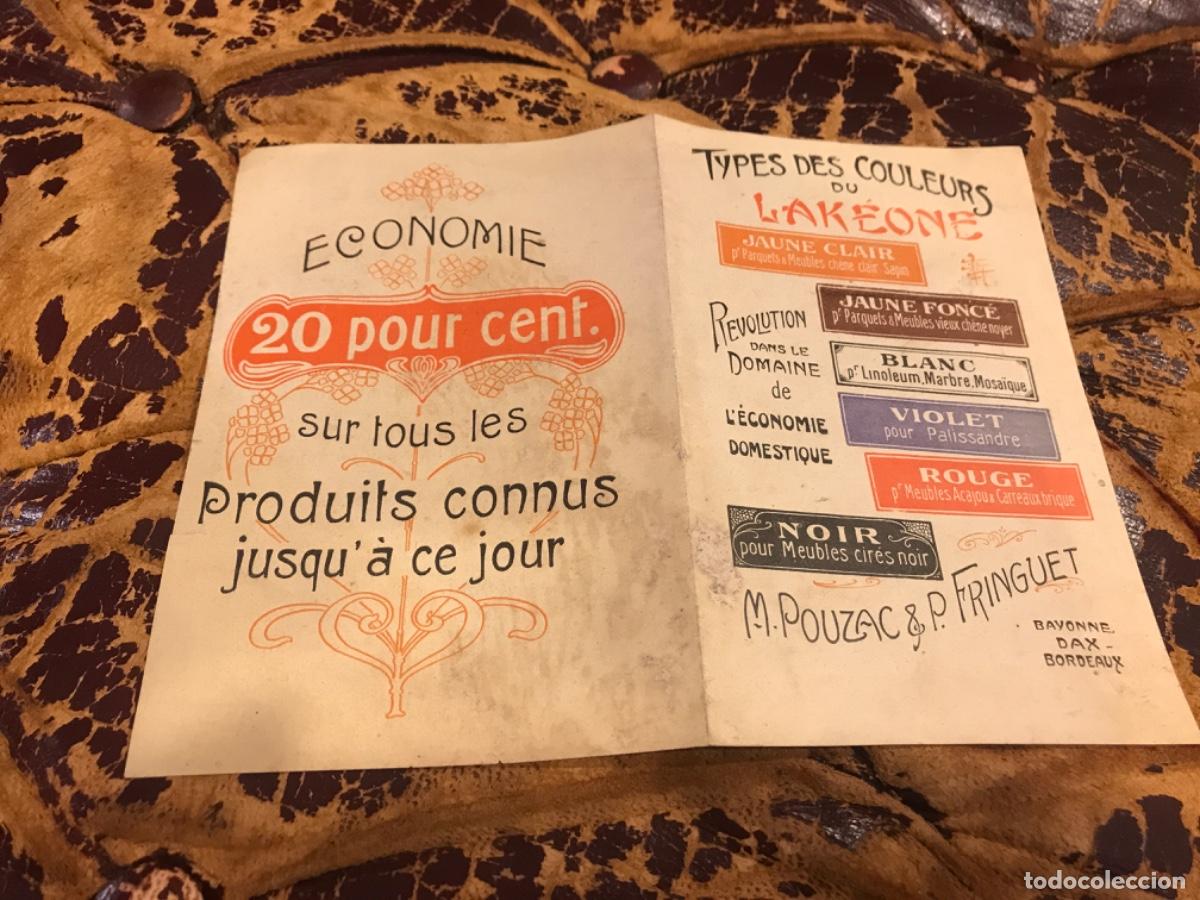 ECONOMIE
20 pour cent.
sur tous les
Produits connus
jusqu'à ce jour
TYPES DES COULEURS
DU
LAKÉONE
JAUNE CLAIR
pr Parquets & Meubles chêne clair Sapin
JAUNE FONCÉ
pr Parquets & Meubles vieux chêne noyer
BLANC
pr Linoleum, Marbre, Mosaïque
VIOLET
pour Palissandre
ROUGE
pr Meubles Acajou & Carreaux brique
NOIR
pour Meubles cirés noir
REVOLUTION
DANS LE
DOMAINE
de
L'ÉCONOMIE
DOMESTIQUE
M. POUZAC & P. FRINGUET
BAYONNE
DAX -
BORDEAUX
todocoleccion